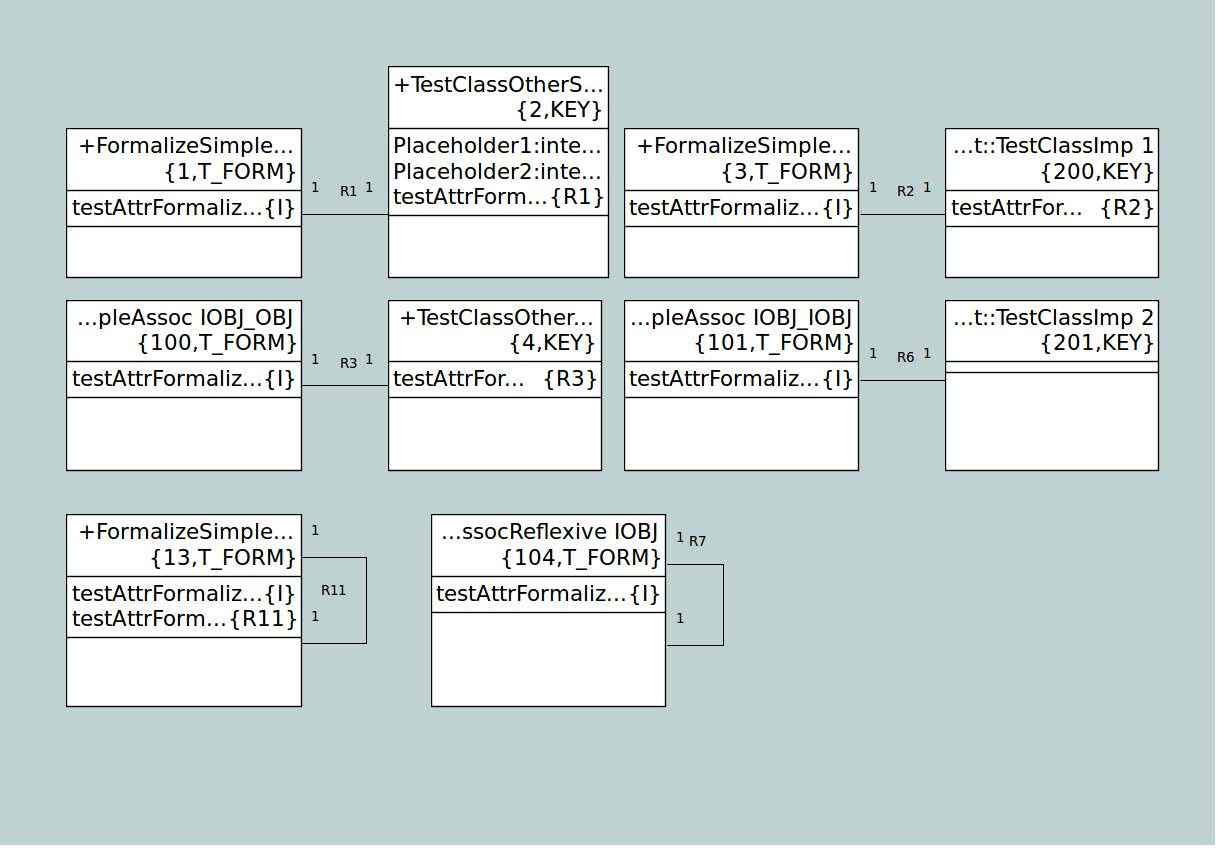 +TestClassOtherS...
{2,KEY}
Placeholder1:inte...
Placeholder2:inte...
testAttrForm...{R1}
+FormalizeSimple...
{1,T_FORM}
testAttrFormaliz...{I}
1 R1 1
+FormalizeSimple...
{3,T_FORM}
testAttrFormaliz...{I}
1 R2 1
...t::TestClassImp 1
{200,KEY}
testAttrFor... {R2}
...pleAssoc IOBJ_OBJ
{100,T_FORM}
testAttrFormaliz...{I}
1 R3 1
+TestClassOther...
{4,KEY}
testAttrFor... {R3}
...pleAssoc IOBJ_IOBJ
{101,T_FORM}
testAttrFormaliz...{I}
1 R6 1
...t::TestClassImp 2
{201,KEY}
+FormalizeSimple...
{13,T_FORM}
testAttrFormaliz...{I}
testAttrForm...{R11}
1
R11
1
...ssocReflexive IOBJ
{104,T_FORM}
testAttrFormaliz...{I}
1 R7
1